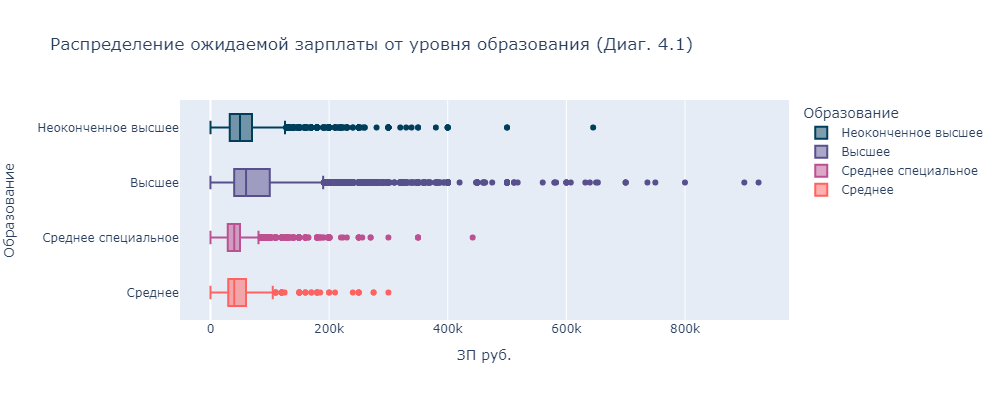 Распределение ожидаемой зарплаты от уровня образования (Диаг. 4.1)
Образование
Неоконченное высшее
Высшее
Среднее специальное
Среднее
0
200k
400k
600k
800k
ЗП руб.
Образование
Неоконченное высшее
Высшее
Среднее специальное
Среднее